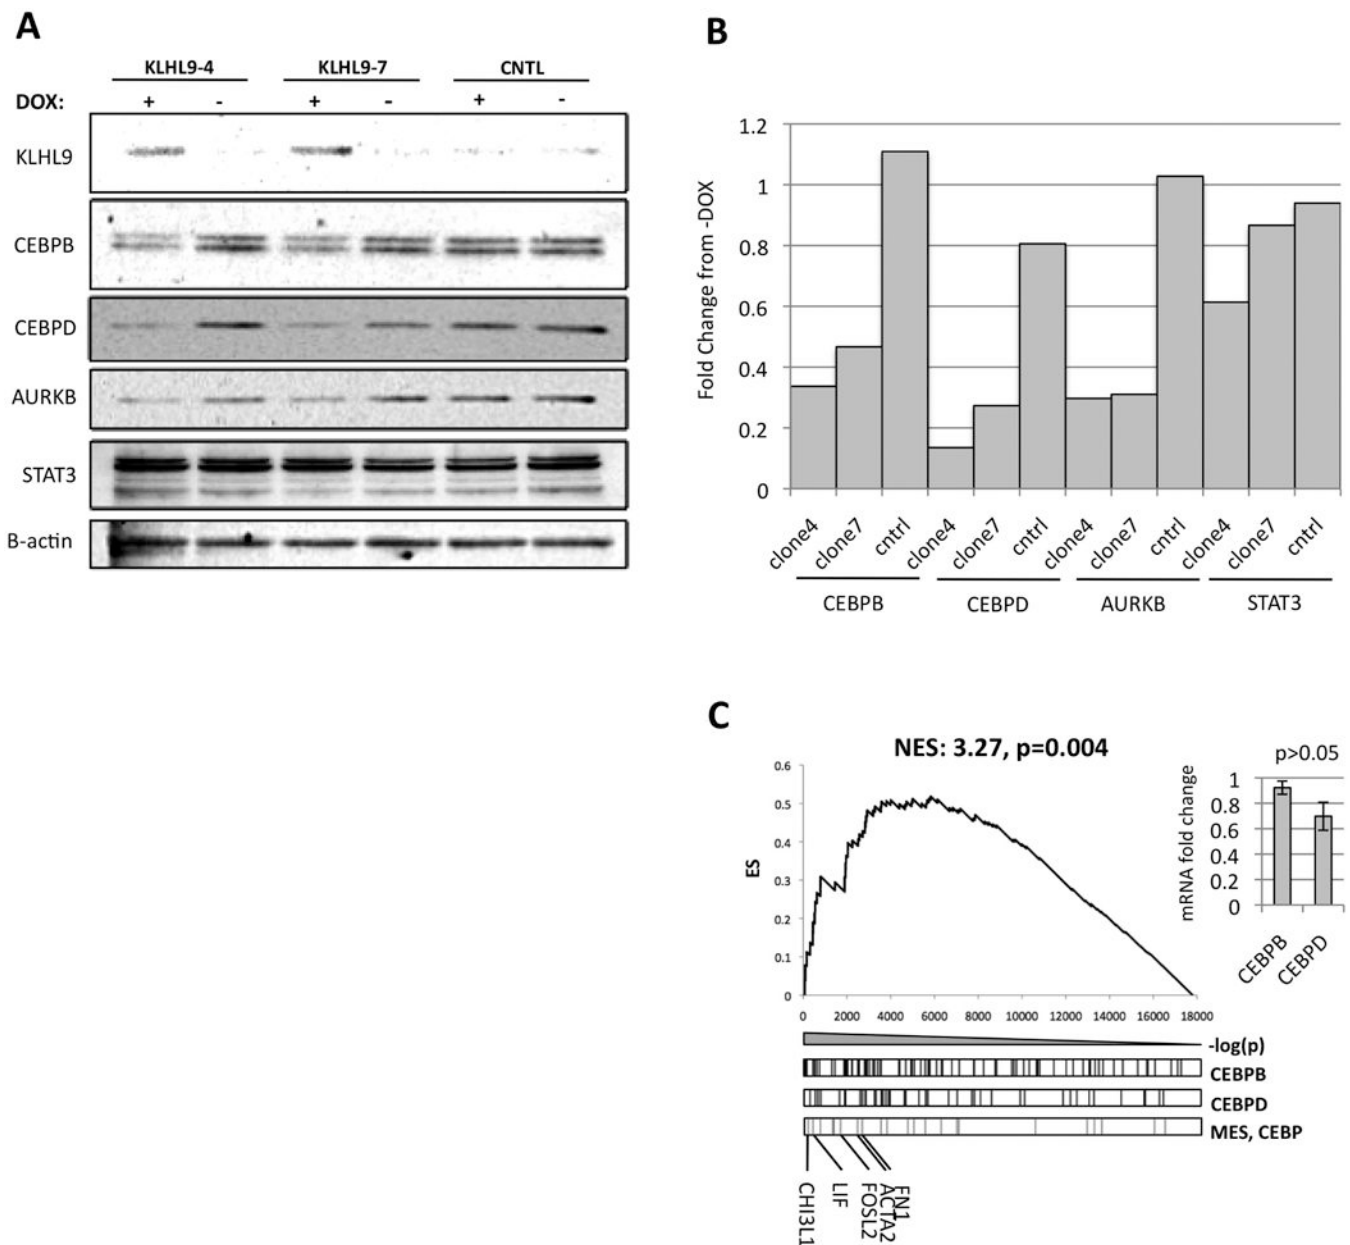 A
KLHL9-4 KLHL9-7 CNTL
DOX: + - + - + -
KLHL9
CEBPB
CEBPD
AURKB
STAT3
B-actin
B
Fold Change from -DOX
1.2
1
0.8
0.6
0.4
0.2
0
clone4 clone7 cntrl clone4 clone7 cntrl clone4 clone7 cntrl clone4 clone7 cntrl
CEBPB CEBPD AURKB STAT3
C
NES: 3.27, p=0.004
ES
0.6
0.5
0.4
0.3
0.2
0.1
0
0 2000 4000 6000 8000 10000 12000 14000 16000 18000
-log(p)
CEBPB
CEBPD
MES, CEBP
CHI3L1 LIF FOSL2 ACTA2 FN1
p>0.05
mRNA fold change
1
0.8
0.6
0.4
0.2
0
CEBPB CEBPD